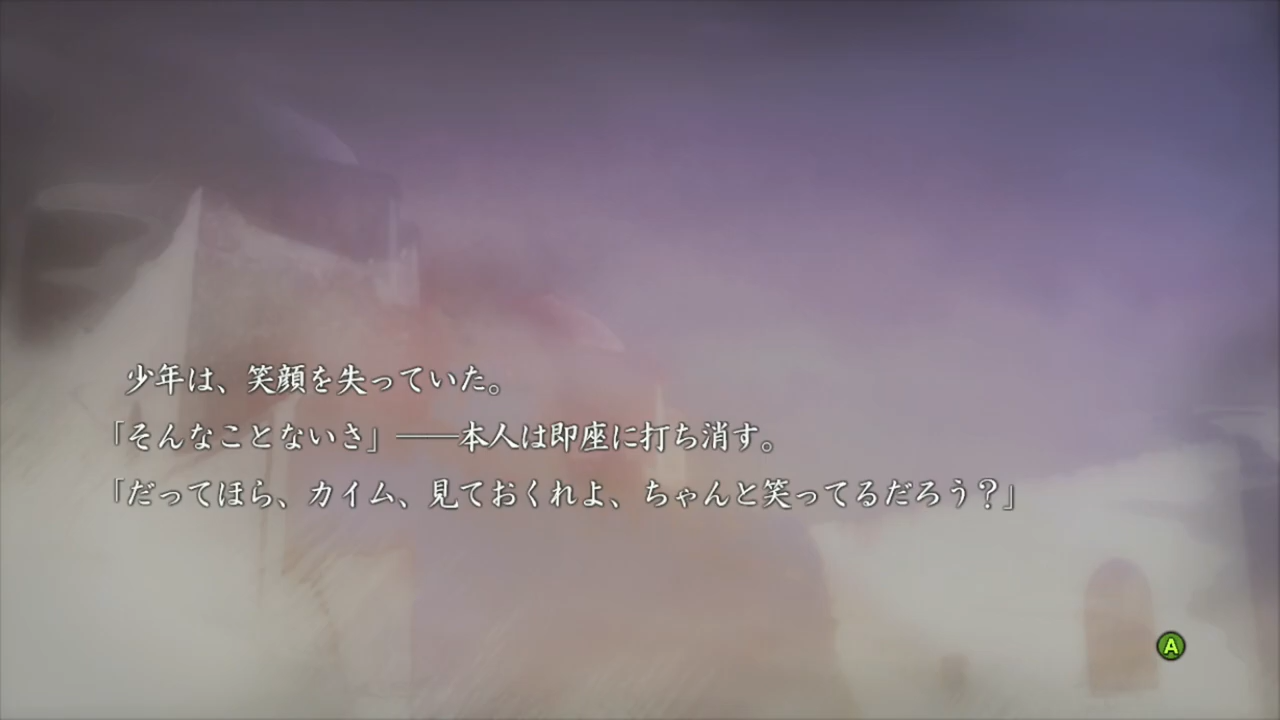 少年は、笑顔を失っていた。
「そんなことないさ」――本人は即座に打ち消す。
「だってほら、カイム、見ておくれよ、ちゃんと笑ってるだろう？」
A